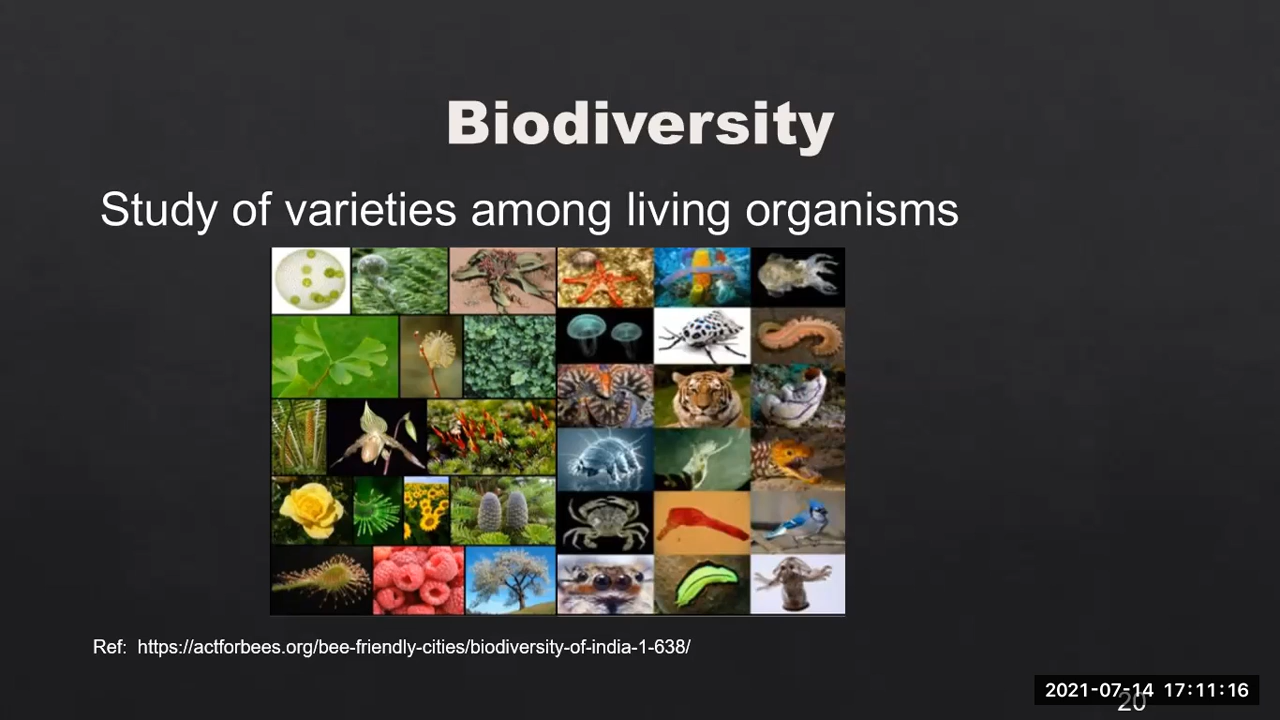 Biodiversity
Study of varieties among living organisms
Ref: https://actforbees.org/bee-friendly-cities/biodiversity-of-india-1-638/
2021-07-14 17:11:16
20